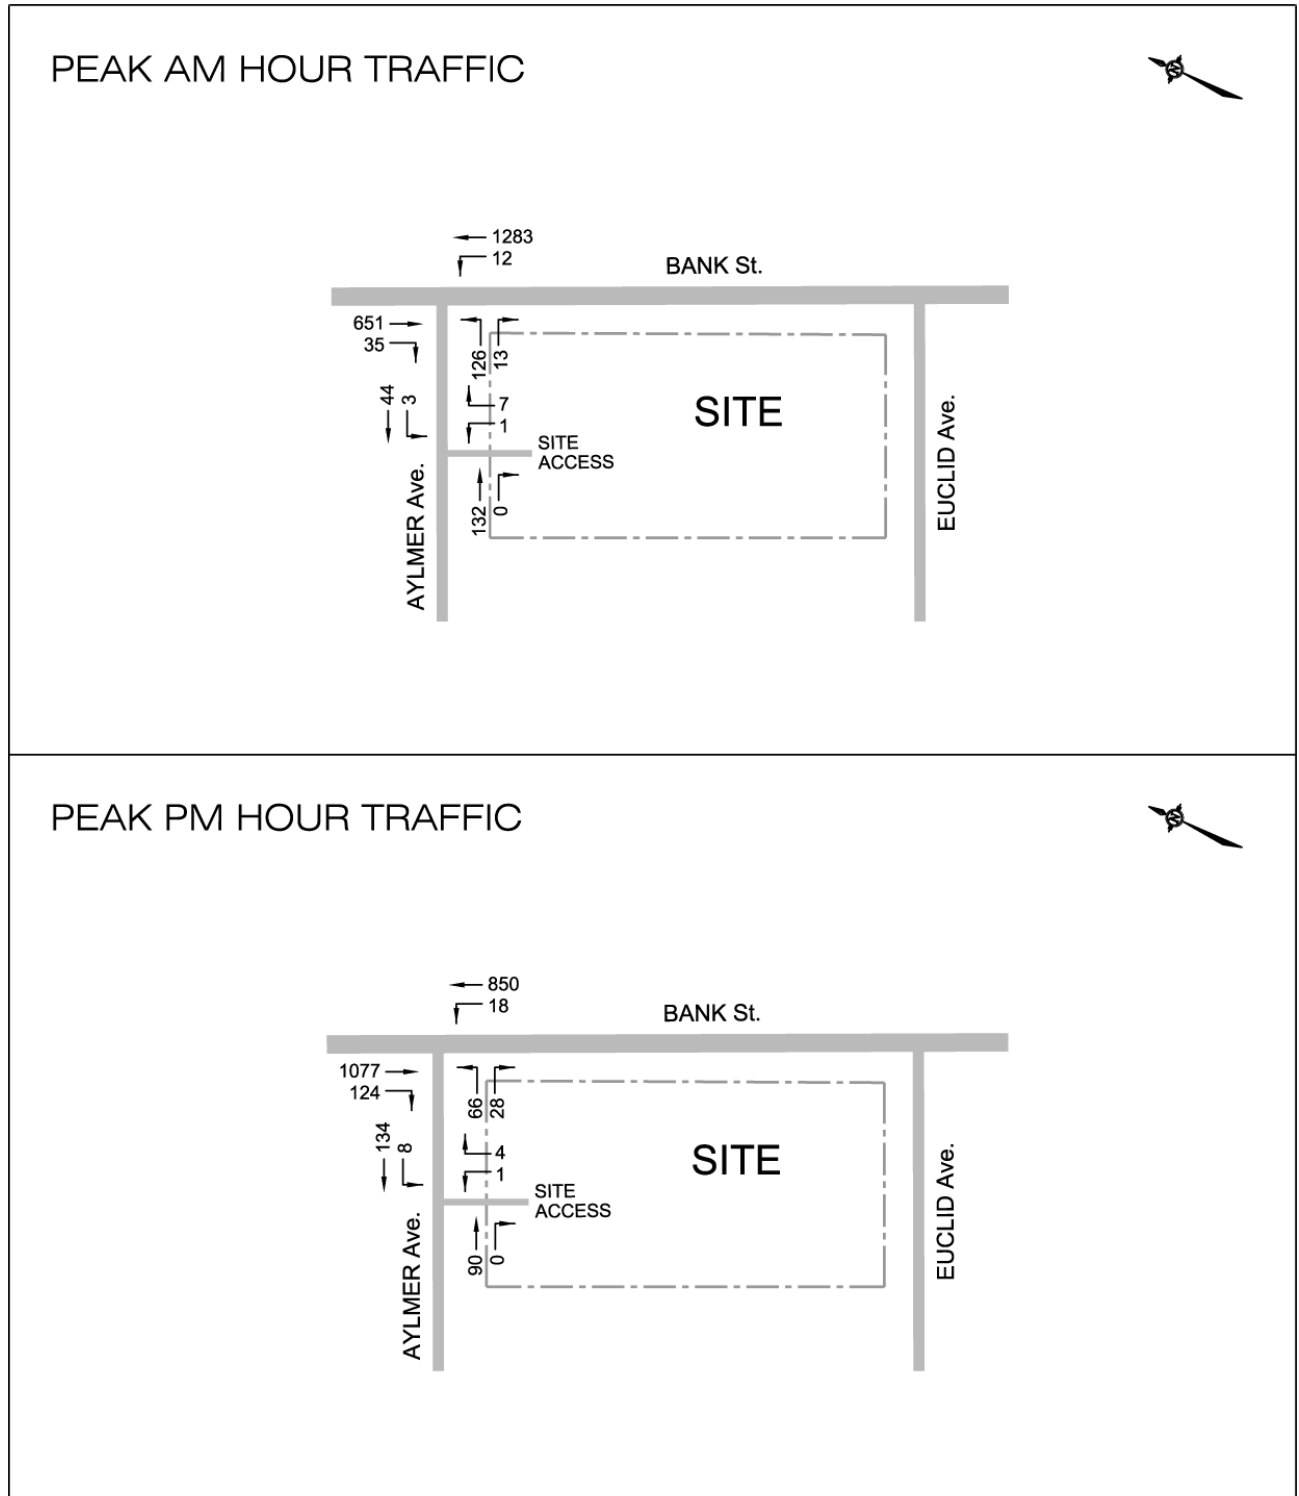 PEAK AM HOUR TRAFFIC
N
1283
12
BANK St.
651
35
126
13
44
3
7
1
SITE
SITE
ACCESS
132
0
AYLMER Ave.
EUCLID Ave.
PEAK PM HOUR TRAFFIC
N
850
18
BANK St.
1077
124
66
28
134
8
4
1
SITE
SITE
ACCESS
90
0
AYLMER Ave.
EUCLID Ave.